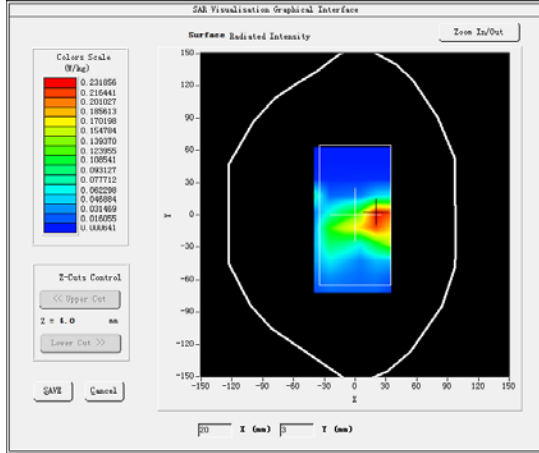 SAR Visualisation Graphical Interface
Surface Radiated Intensity
Zoom In/Out
Colors Scale
(W/kg)
0.231856
0.216441
0.201027
0.185613
0.170198
0.154784
0.139370
0.123955
0.108541
0.093127
0.077712
0.062298
0.046884
0.031469
0.016055
0.000641
Z-Cuts Control
<< Upper Cut
Z = 4.0 mm
Lower Cut >>
SAVE Cancel
150
120
90
60
30
0
-30
-60
-90
-120
-150
Y
-150 -120 -90 -60 -30 0 30 60 90 120 150
X
20 X (mm) 3 Y (mm)